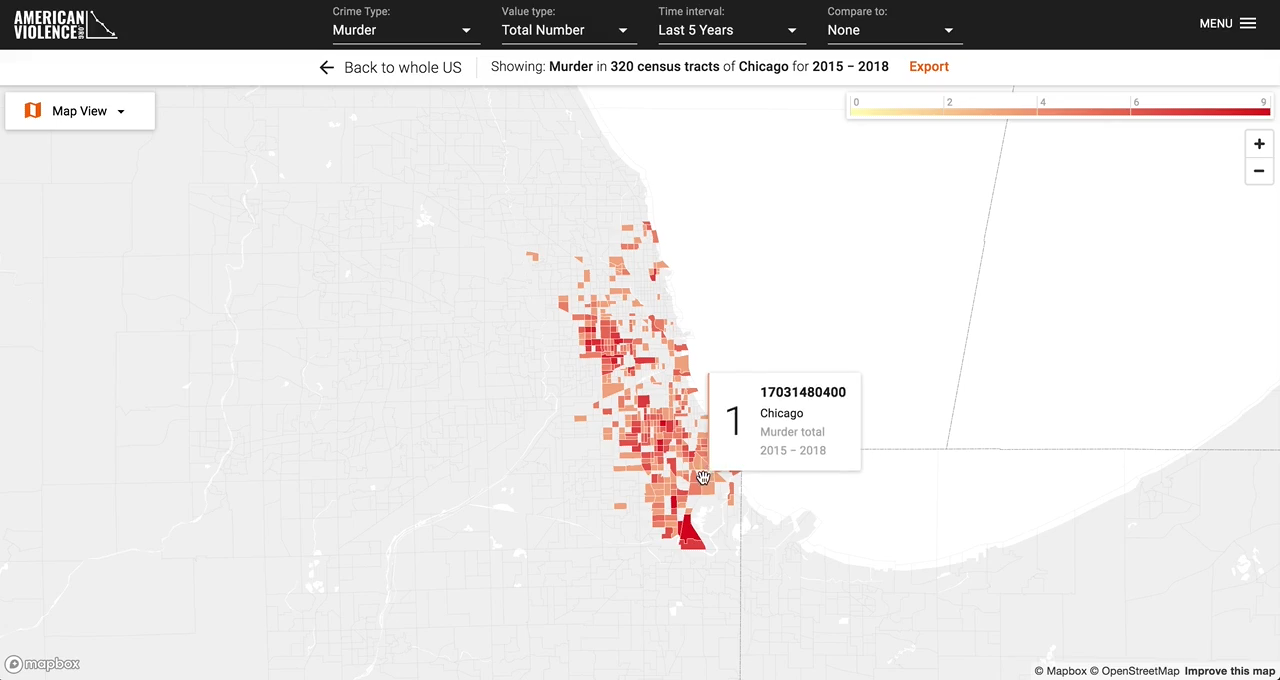 AMERICAN
VIOLENCE.ORG
Crime Type:
Murder
Value type:
Total Number
Time interval:
Last 5 Years
Compare to:
None
MENU
Back to whole US
Showing: Murder in 320 census tracts of Chicago for 2015 – 2018
Export
Map View
0 2 4 6 9
+
−
1
17031480400
Chicago
Murder total
2015 – 2018
mapbox
© Mapbox © OpenStreetMap Improve this map